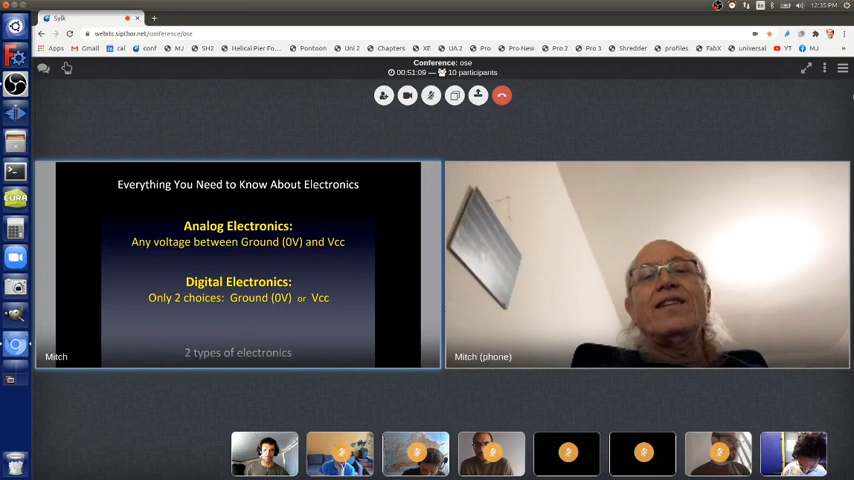 12:35 PM
Sylk
webrtc.sipthor.net/conference/ose
Apps Gmail cal conf MJ SH2 Helical Pier Fo... Pontoon Uni 2 Chapters XE UA 2 Pro Pro New Pro 2 Pro 3 Shredder profiles FabX universal YT MJ
Conference: ose
00:51:09 — 10 participants
Everything You Need to Know About Electronics
Analog Electronics:
Any voltage between Ground (0V) and Vcc
Digital Electronics:
Only 2 choices: Ground (0V) or Vcc
2 types of electronics
Mitch
Mitch (phone)
CURA